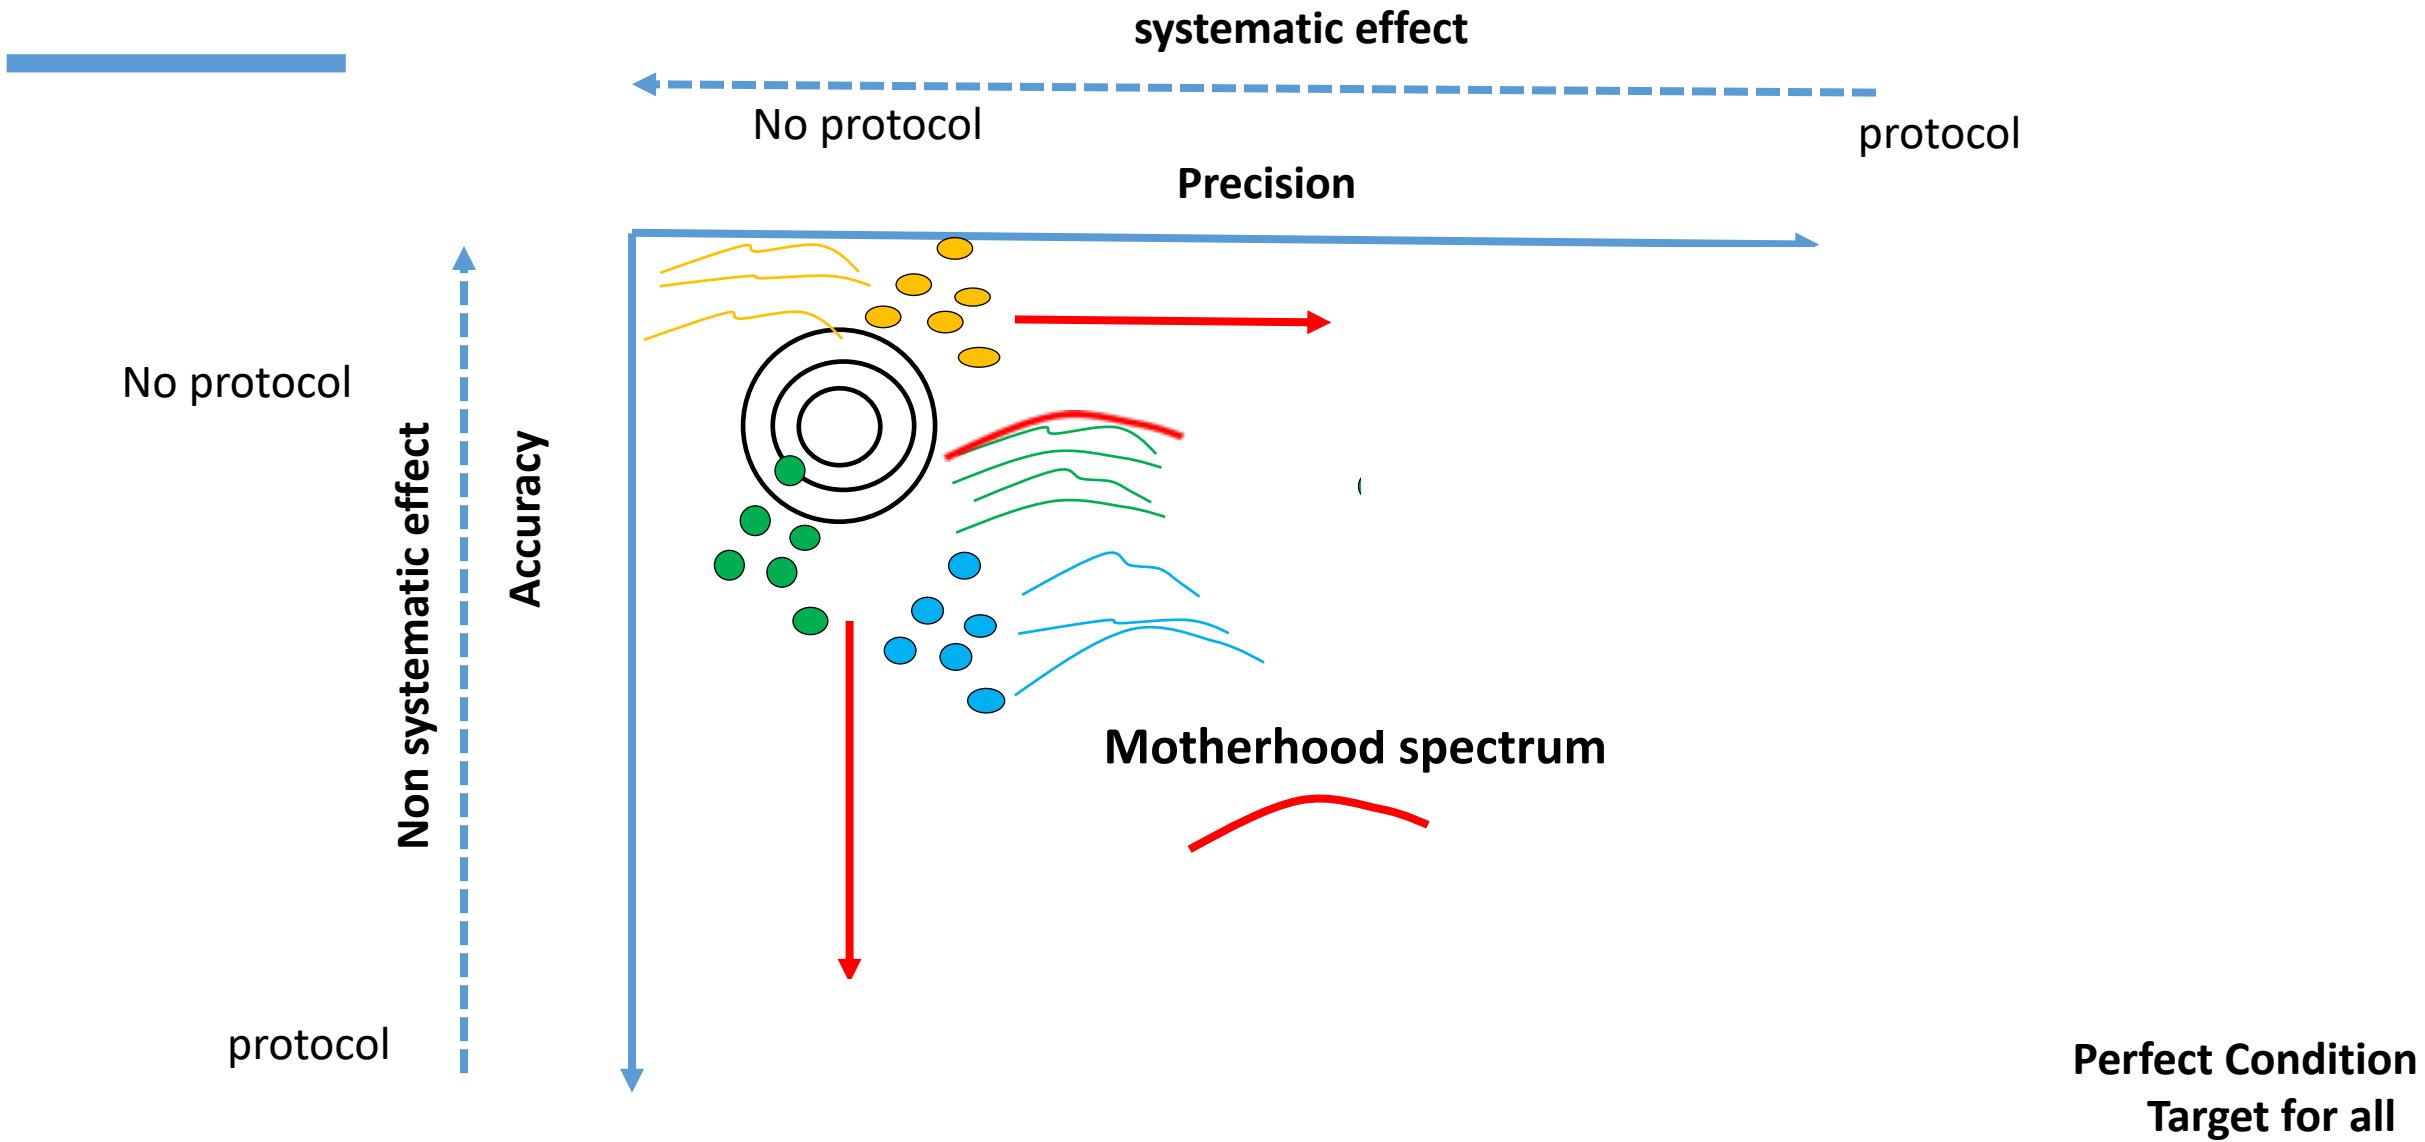 systematic effect
No protocol
protocol
Precision
No protocol
Non systematic effect
Accuracy
Motherhood spectrum
protocol
Perfect Condition
Target for all